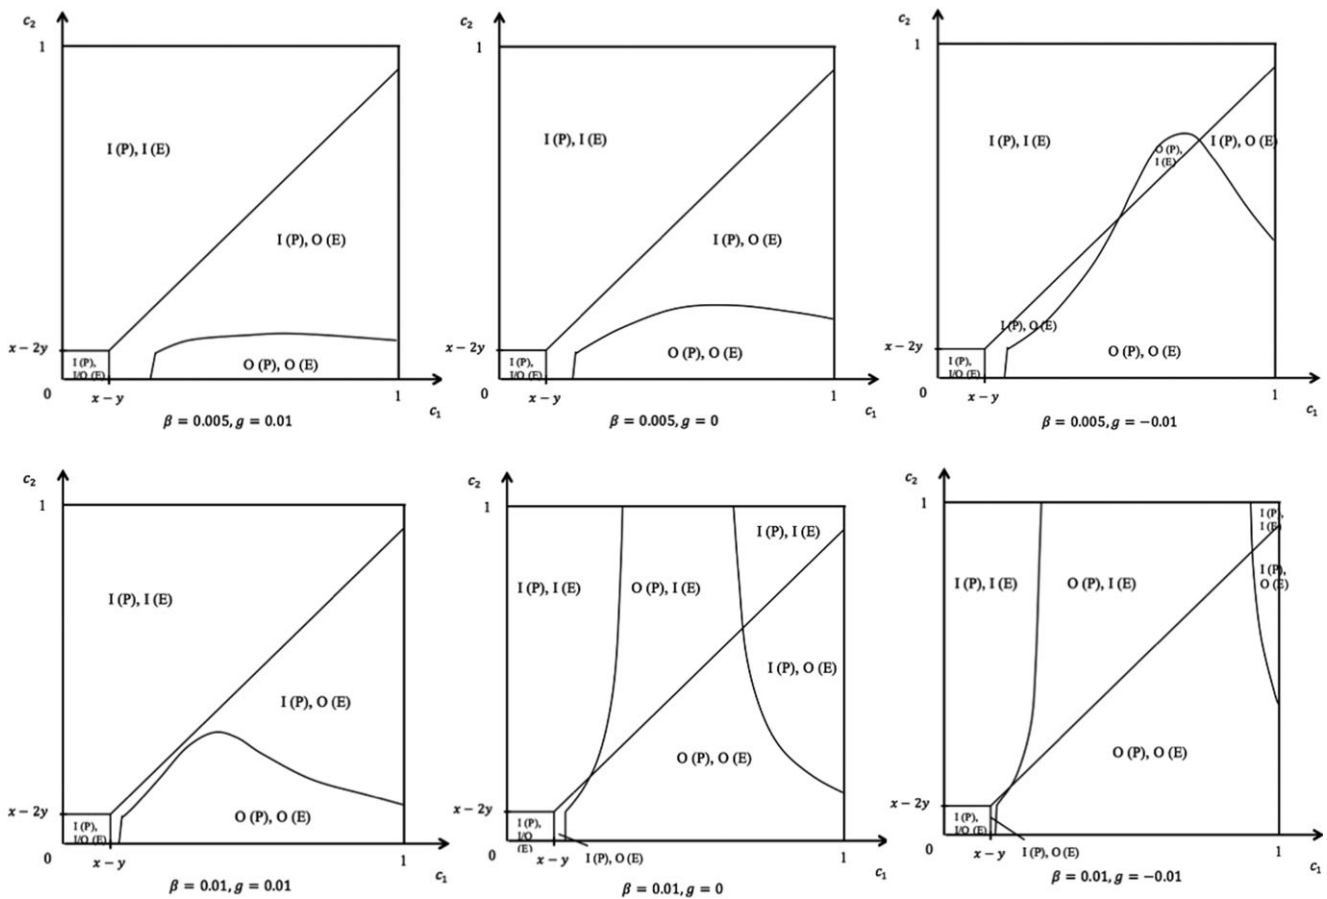 c₂
1
I (P), I (E)
I (P), O (E)
x − 2y
I (P),
I/O (E)
O (P), O (E)
0
x − y
1
c₁
β = 0.005, g = 0.01
c₂
1
I (P), I (E)
I (P), O (E)
x − 2y
I (P),
I/O (E)
O (P), O (E)
0
x − y
1
c₁
β = 0.005, g = 0
c₂
1
I (P), I (E)
O (P),
I (E)
I (P), O (E)
I (P), O (E)
x − 2y
I (P),
I/O (E)
O (P), O (E)
0
x − y
1
c₁
β = 0.005, g = −0.01
c₂
1
I (P), I (E)
I (P), O (E)
x − 2y
I (P),
I/O (E)
O (P), O (E)
0
x − y
1
c₁
β = 0.01, g = 0.01
c₂
1
I (P), I (E)
I (P), I (E)
O (P), I (E)
I (P), O (E)
O (P), O (E)
x − 2y
I (P),
I/O
(E)
0
x − y
I (P), O (E)
1
c₁
β = 0.01, g = 0
c₂
1
I (P),
I (E)
I (P), I (E)
O (P), I (E)
I (P),
O (E)
O (P), O (E)
x − 2y
I (P),
I/O (E)
0
x − y
I (P), O (E)
1
c₁
β = 0.01, g = −0.01